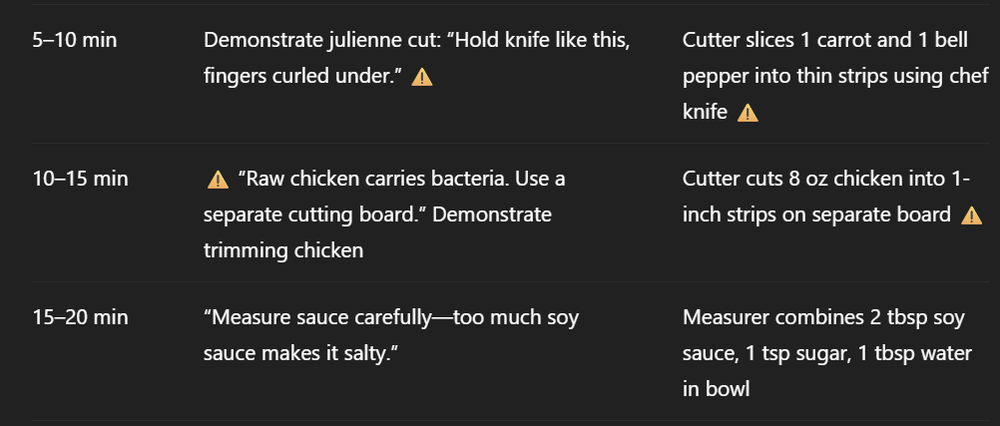 5–10 min
Demonstrate julienne cut: “Hold knife like this,
fingers curled under.” ⚠️
Cutter slices 1 carrot and 1 bell
pepper into thin strips using chef
knife ⚠️
10–15 min
⚠️ “Raw chicken carries bacteria. Use a
separate cutting board.” Demonstrate
trimming chicken
Cutter cuts 8 oz chicken into 1-
inch strips on separate board ⚠️
15–20 min
“Measure sauce carefully—too much soy
sauce makes it salty.”
Measurer combines 2 tbsp soy
sauce, 1 tsp sugar, 1 tbsp water
in bowl